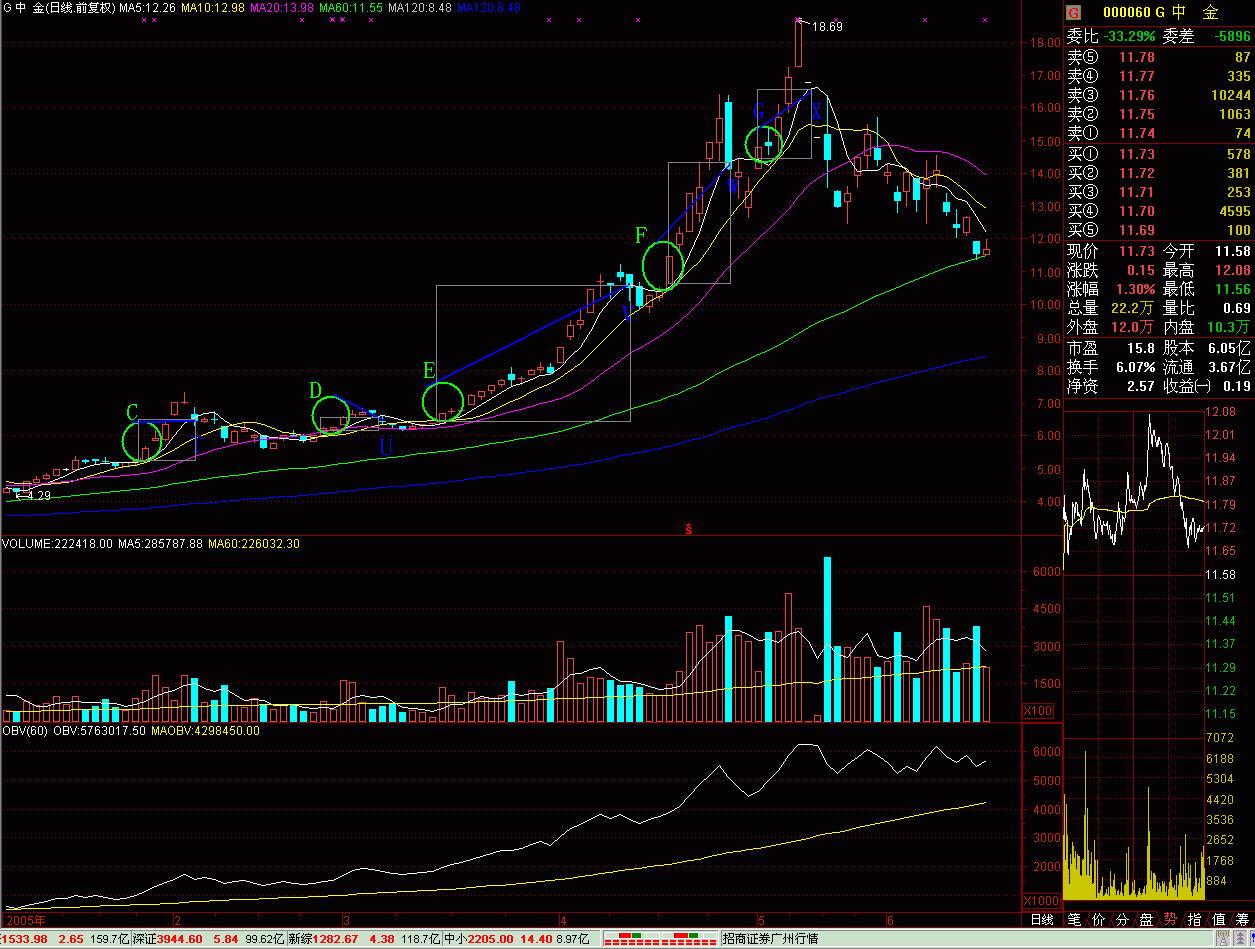 G 中 金(日线.前复权) MA5:12.26 MA10:12.98 MA20:13.98 MA60:11.55 MA120:8.48 MA120:8.48
18.69
18.00
17.00
16.00
15.00
14.00
13.00
12.00
11.00
10.00
9.00
8.00
7.00
6.00
5.00
4.00
G X
W
F
V
E
D
C
U
4.29
S
VOLUME:222418.00 MA5:285787.88 MA60:226032.30
6000
4500
3000
1500
X100
OBV(60) OBV:5763017.50 MAOBV:4298450.00
6000
5000
4000
3000
2000
X1000
2005年 2 3 4 5 6 日线
G 000060 G 中 金
委比 -33.29% 委差 -5896
卖⑤ 11.78 87
卖④ 11.77 335
卖③ 11.76 10244
卖② 11.75 1063
卖① 11.74 74
买① 11.73 578
买② 11.72 381
买③ 11.71 253
买④ 11.70 4595
买⑤ 11.69 100
现价 11.73 今开 11.58
涨跌 0.15 最高 12.08
涨幅 1.30% 最低 11.56
总量 22.2万 量比 0.69
外盘 12.0万 内盘 10.3万
市盈 15.8 股本 6.05亿
换手 6.07% 流通 3.67亿
净资 2.57 收益㈠ 0.19
12.08
12.01
11.94
11.87
11.79
11.72
11.65
11.58
11.51
11.44
11.37
11.29
11.22
11.15
7072
6188
5304
4420
3536
2652
1768
884
笔 价 分 盘 势 指 值 筹
1533.98 2.65 159.7亿 深证3944.60 5.84 99.62亿 新综1282.67 4.38 118.7亿 中小2205.00 14.40 8.97亿 招商证券广州行情